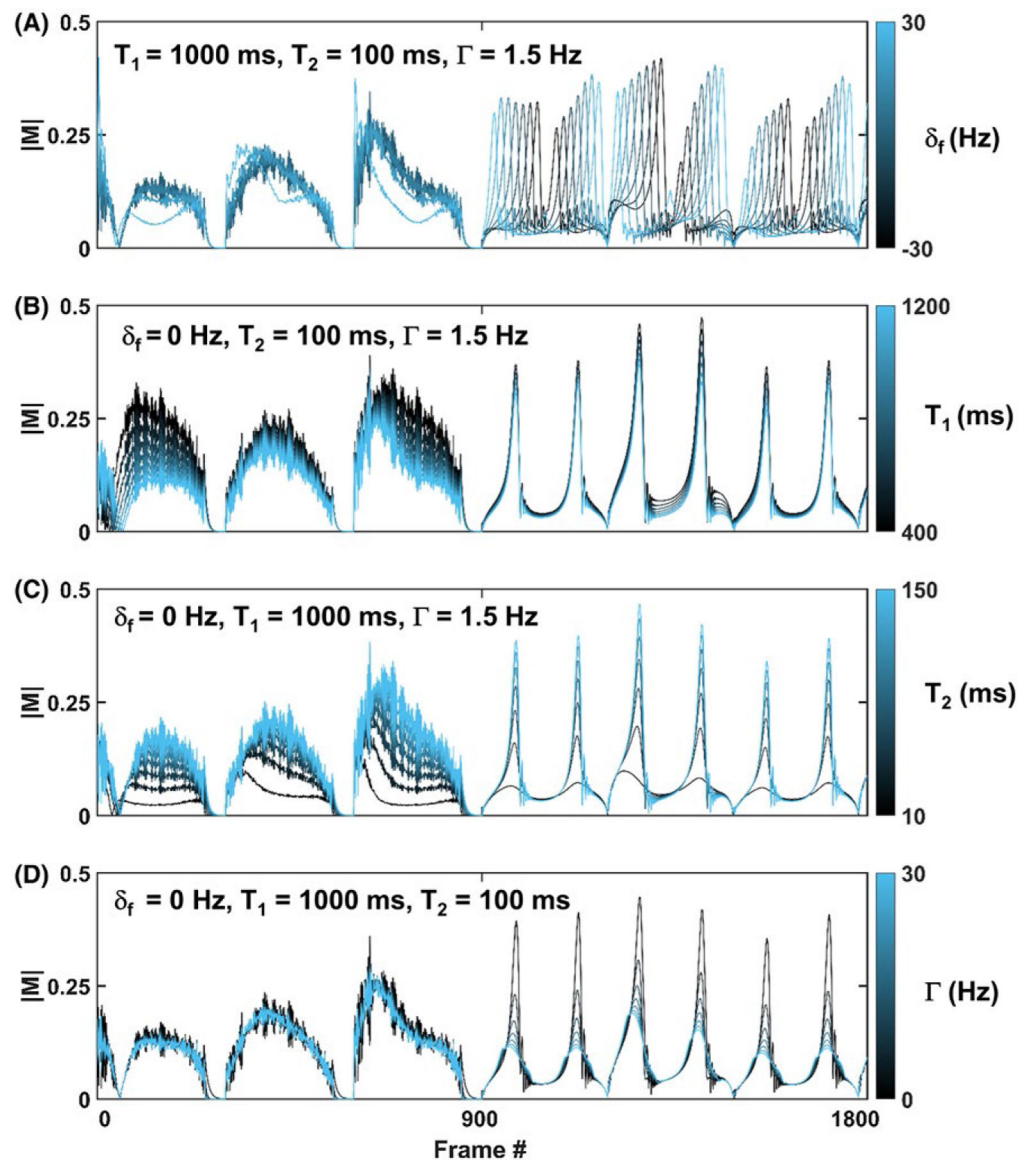 (A) 0.5 30
T1 = 1000 ms, T2 = 100 ms, Γ = 1.5 Hz
|M| 0.25 δf (Hz)
0 -30
(B) 0.5 1200
δf = 0 Hz, T2 = 100 ms, Γ = 1.5 Hz
|M| 0.25 T1 (ms)
0 400
(C) 0.5 150
δf = 0 Hz, T1 = 1000 ms, Γ = 1.5 Hz
|M| 0.25 T2 (ms)
0 10
(D) 0.5 30
δf = 0 Hz, T1 = 1000 ms, T2 = 100 ms
|M| 0.25 Γ (Hz)
0 0
0 900 1800
Frame #